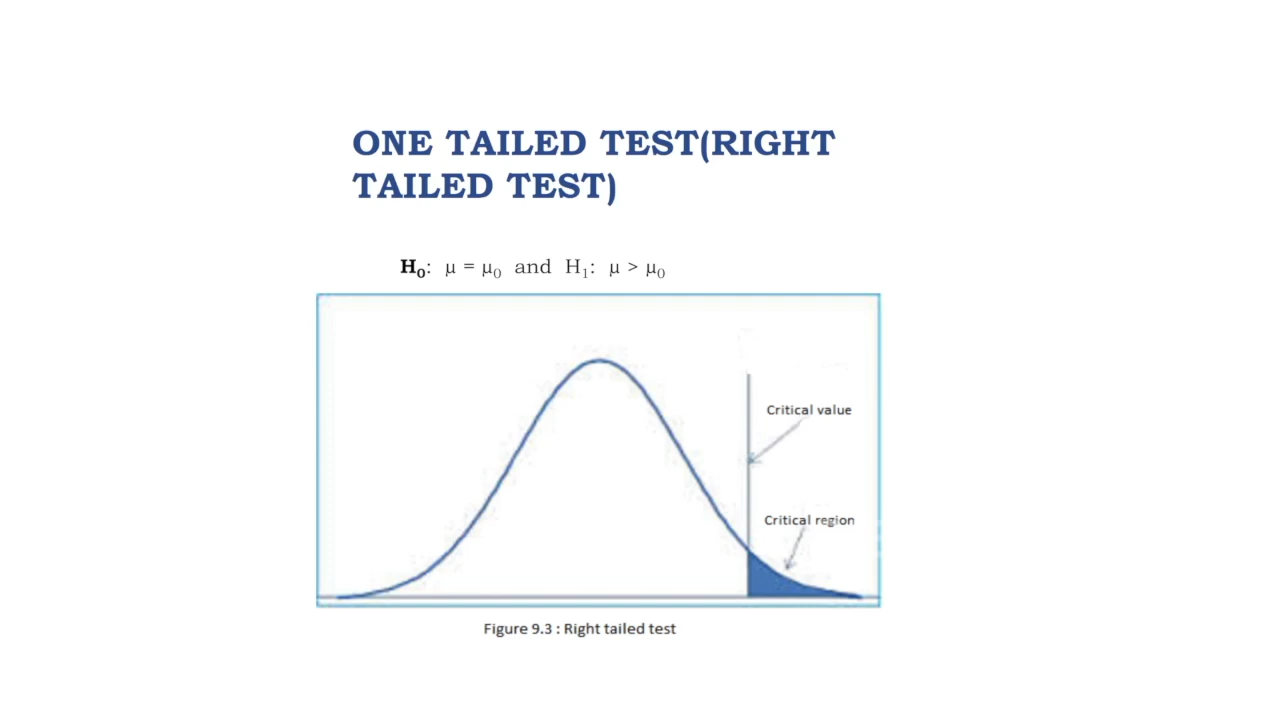 ONE TAILED TEST(RIGHT
TAILED TEST)
H₀: μ = μ₀ and H₁: μ > μ₀
Critical value
Critical region
Figure 9.3 : Right tailed test